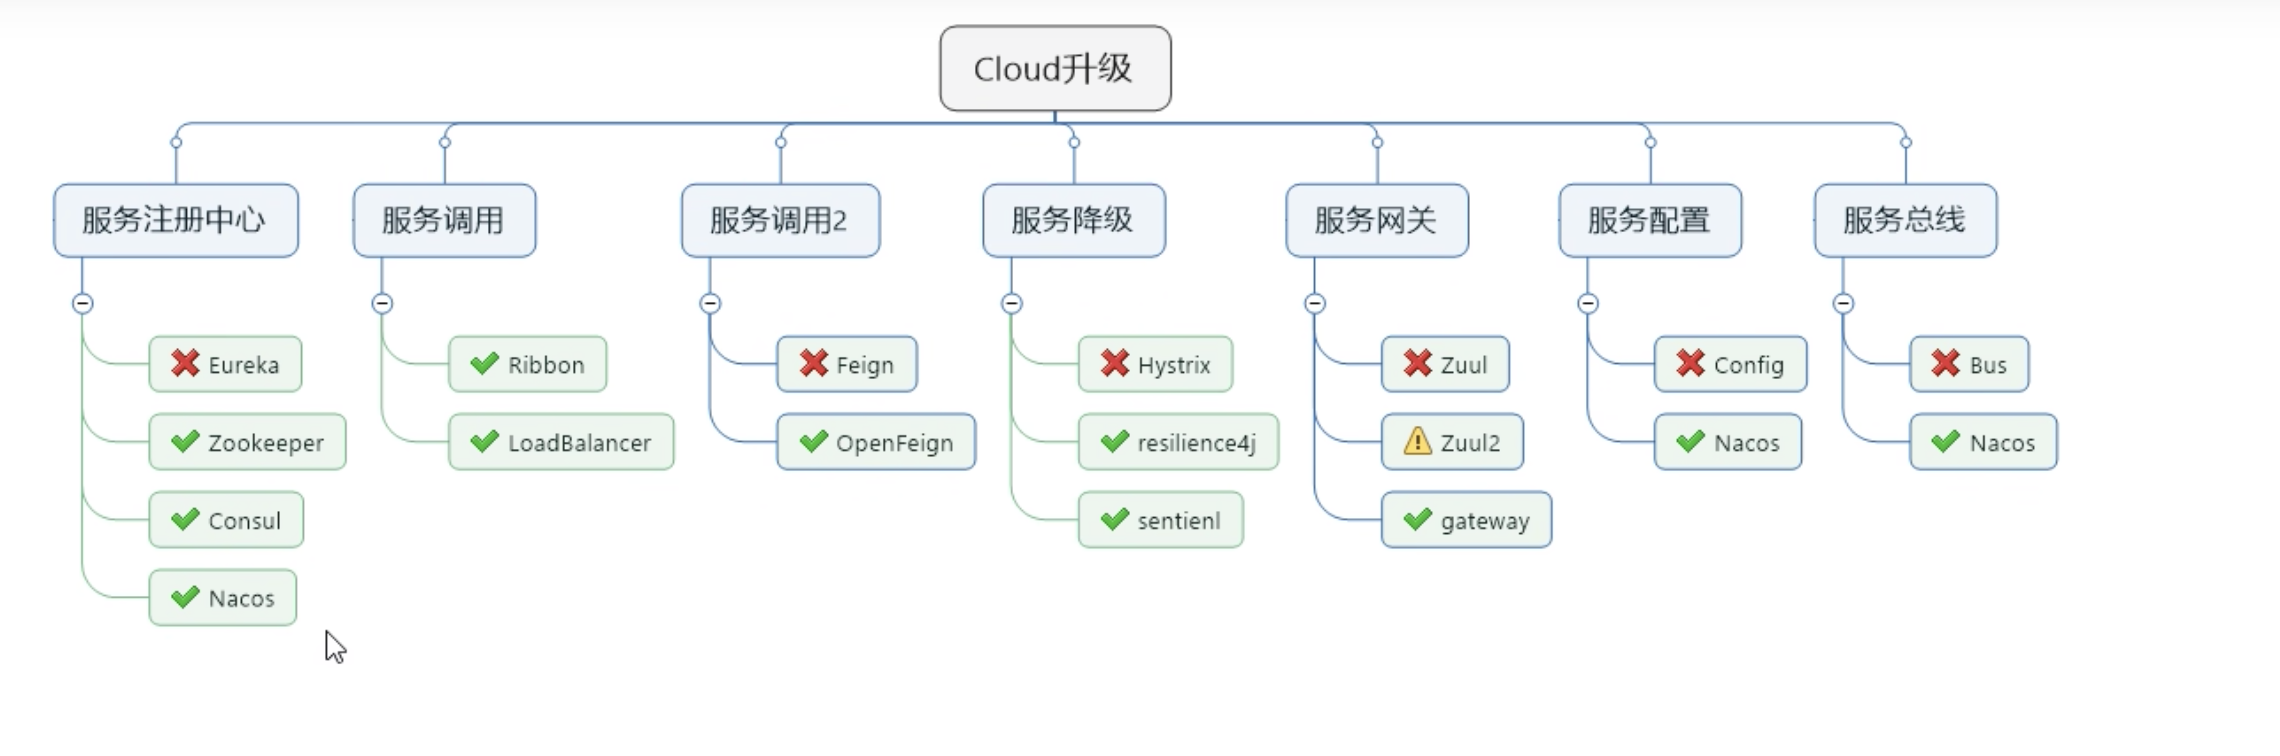 Cloud升级
服务注册中心
Eureka
Zookeeper
Consul
Nacos
服务调用
Ribbon
LoadBalancer
服务调用2
Feign
OpenFeign
服务降级
Hystrix
resilience4j
sentienl
服务网关
Zuul
Zuul2
gateway
服务配置
Config
Nacos
服务总线
Bus
Nacos